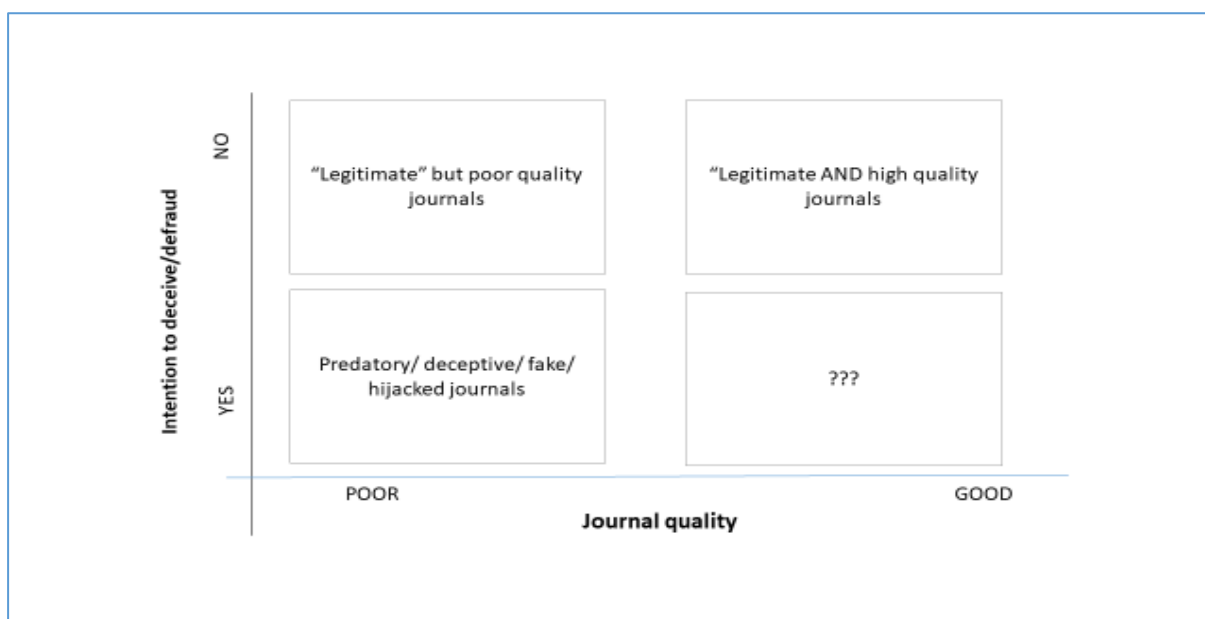 NO
“Legitimate” but poor quality
journals
“Legitimate AND high quality
journals
Intention to deceive/defraud
YES
Predatory/ deceptive/ fake/
hijacked journals
???
POOR
GOOD
Journal quality